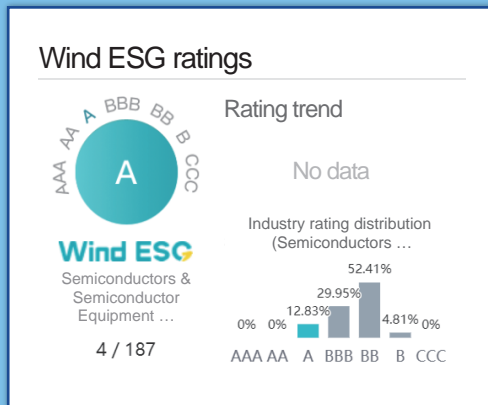 Wind ESG ratings
AAA AA A BBB BB B CCC
A
Wind ESG
Semiconductors &
Semiconductor
Equipment …
4 / 187
Rating trend
No data
Industry rating distribution
(Semiconductors …
0% 0% 12.83% 29.95% 52.41% 4.81% 0%
AAA AA A BBB BB B CCC